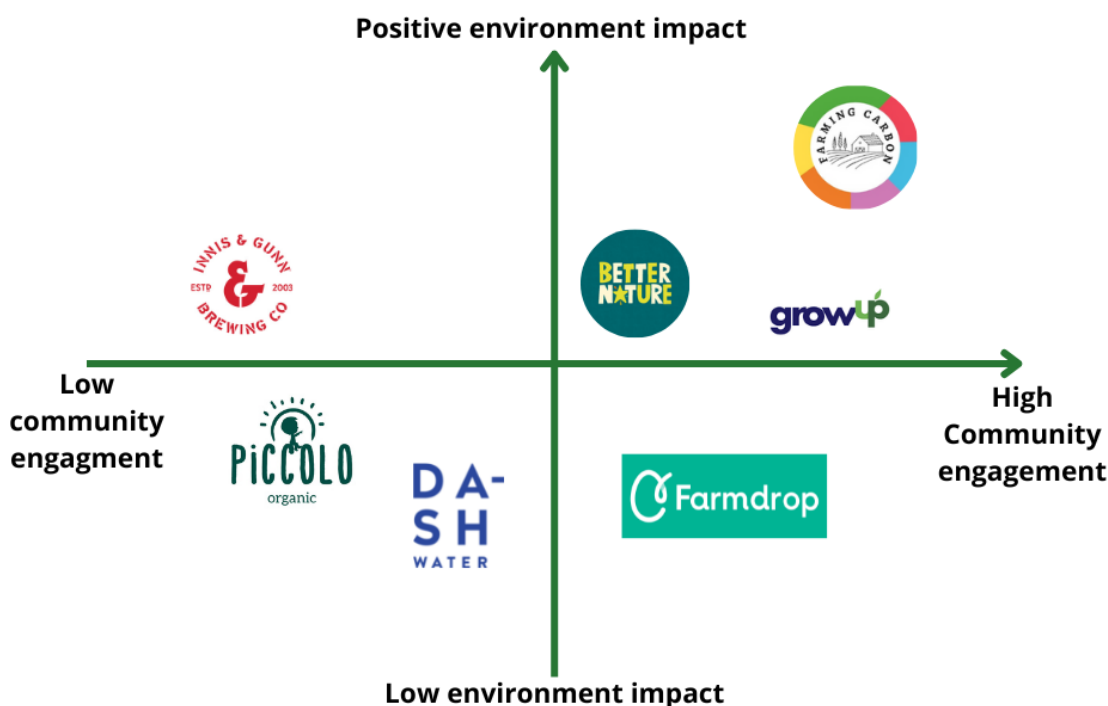 Positive environment impact
FARMING CARBON
INNIS & GUNN
ESTD & 2003
BREWING CO
BETTER
NATURE
growup
Low
community
engagment
High
Community
engagement
PiCCOLO
organic
DA-
SH
WATER
Farmdrop
Low environment impact